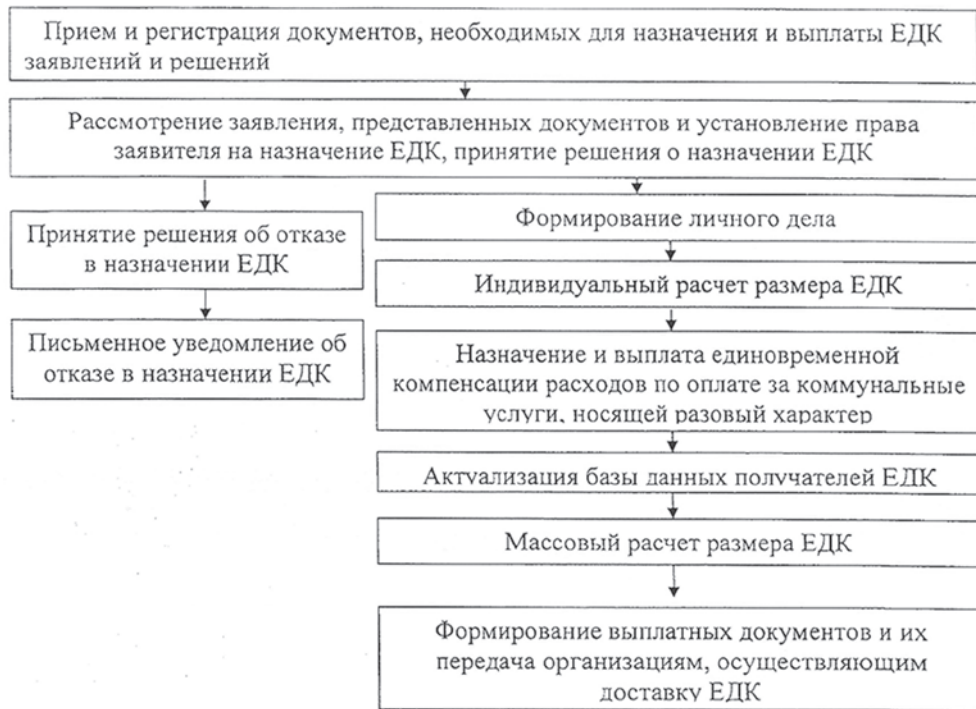 Прием и регистрация документов, необходимых для назначения и выплаты ЕДК
заявлений и решений
Рассмотрение заявления, представленных документов и установление права
заявителя на назначение ЕДК, принятие решения о назначении ЕДК
Принятие решения об отказе
в назначении ЕДК
Письменное уведомление об
отказе в назначении ЕДК
Формирование личного дела
Индивидуальный расчет размера ЕДК
Назначение и выплата единовременной
компенсации расходов по оплате за коммунальные
услуги, носящей разовый характер
Актуализация базы данных получателей ЕДК
Массовый расчет размера ЕДК
Формирование выплатных документов и их
передача организациям, осуществляющим
доставку ЕДК